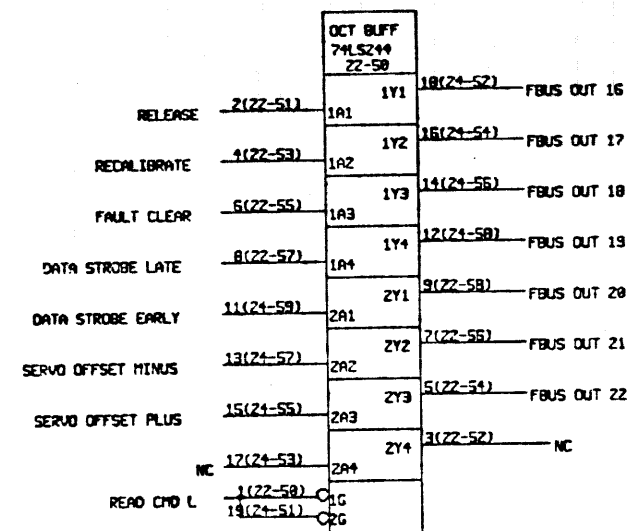 OCT BUFF
74LS244
22-50
1Y1 18(24-52) FBUS OUT 16
RELEASE 2(22-51) 1A1
1Y2 16(24-54) FBUS OUT 17
RECALIBRATE 4(22-53) 1A2
1Y3 14(24-56) FBUS OUT 18
FAULT CLEAR 6(22-55) 1A3
1Y4 12(24-58) FBUS OUT 19
DATA STROBE LATE 8(22-57) 1A4
2Y1 9(22-58) FBUS OUT 20
DATA STROBE EARLY 11(24-59) 2A1
2Y2 7(22-56) FBUS OUT 21
SERVO OFFSET MINUS 13(24-57) 2A2
2Y3 5(22-54) FBUS OUT 22
SERVO OFFSET PLUS 15(24-55) 2A3
2Y4 3(22-52) NC
NC 17(24-53) 2A4
READ CMD L 1(22-50) 1G
19(24-51) 2G